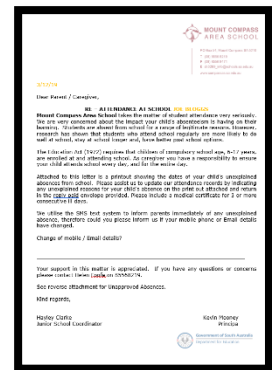 MOUNT COMPASS
AREA SCHOOL
Dear Parent / Caregiver,
RE: - ATTENDANCE AT SCHOOL JOE BLOGGS
Mount Compass Area School takes the matter of student attendance very seriously.
We are very concerned about the impact your child's absenteeism is having on their
learning. Students are absent from school for a range of legitimate reasons. However,
research has shown that students who attend school regularly are more likely to do
well at school, stay at school longer and, have better post school options.
The Education Act (1972) requires that children of compulsory school age, 6-17 years,
are enrolled at and attending school. As caregiver you have a responsibility to ensure
your child attends school every day, and for the entire day.
Attached to this letter is a printout showing the dates of your child's unexplained
absences from school. Please assist us to update our attendance records by indicating
any unexplained reasons for your child's absence on the print out attached and return
in the reply paid envelope provided. Please include a medical certificate for 3 or more
consecutive ill days.
We utilise the SMS text system to inform parents immediately of any unexplained
absence, therefore could you please inform us if your mobile phone or Email details
have changed.
Change of mobile / Email details?
Your support in this matter is appreciated. If you have any questions or concerns
please contact Helen on 85568219.
See reverse attachment for Unapproved Absences.
Kind regards,
Hayley Clarke Kevin Mooney
Junior School Coordinator Principal
Government of South Australia
Department for Education